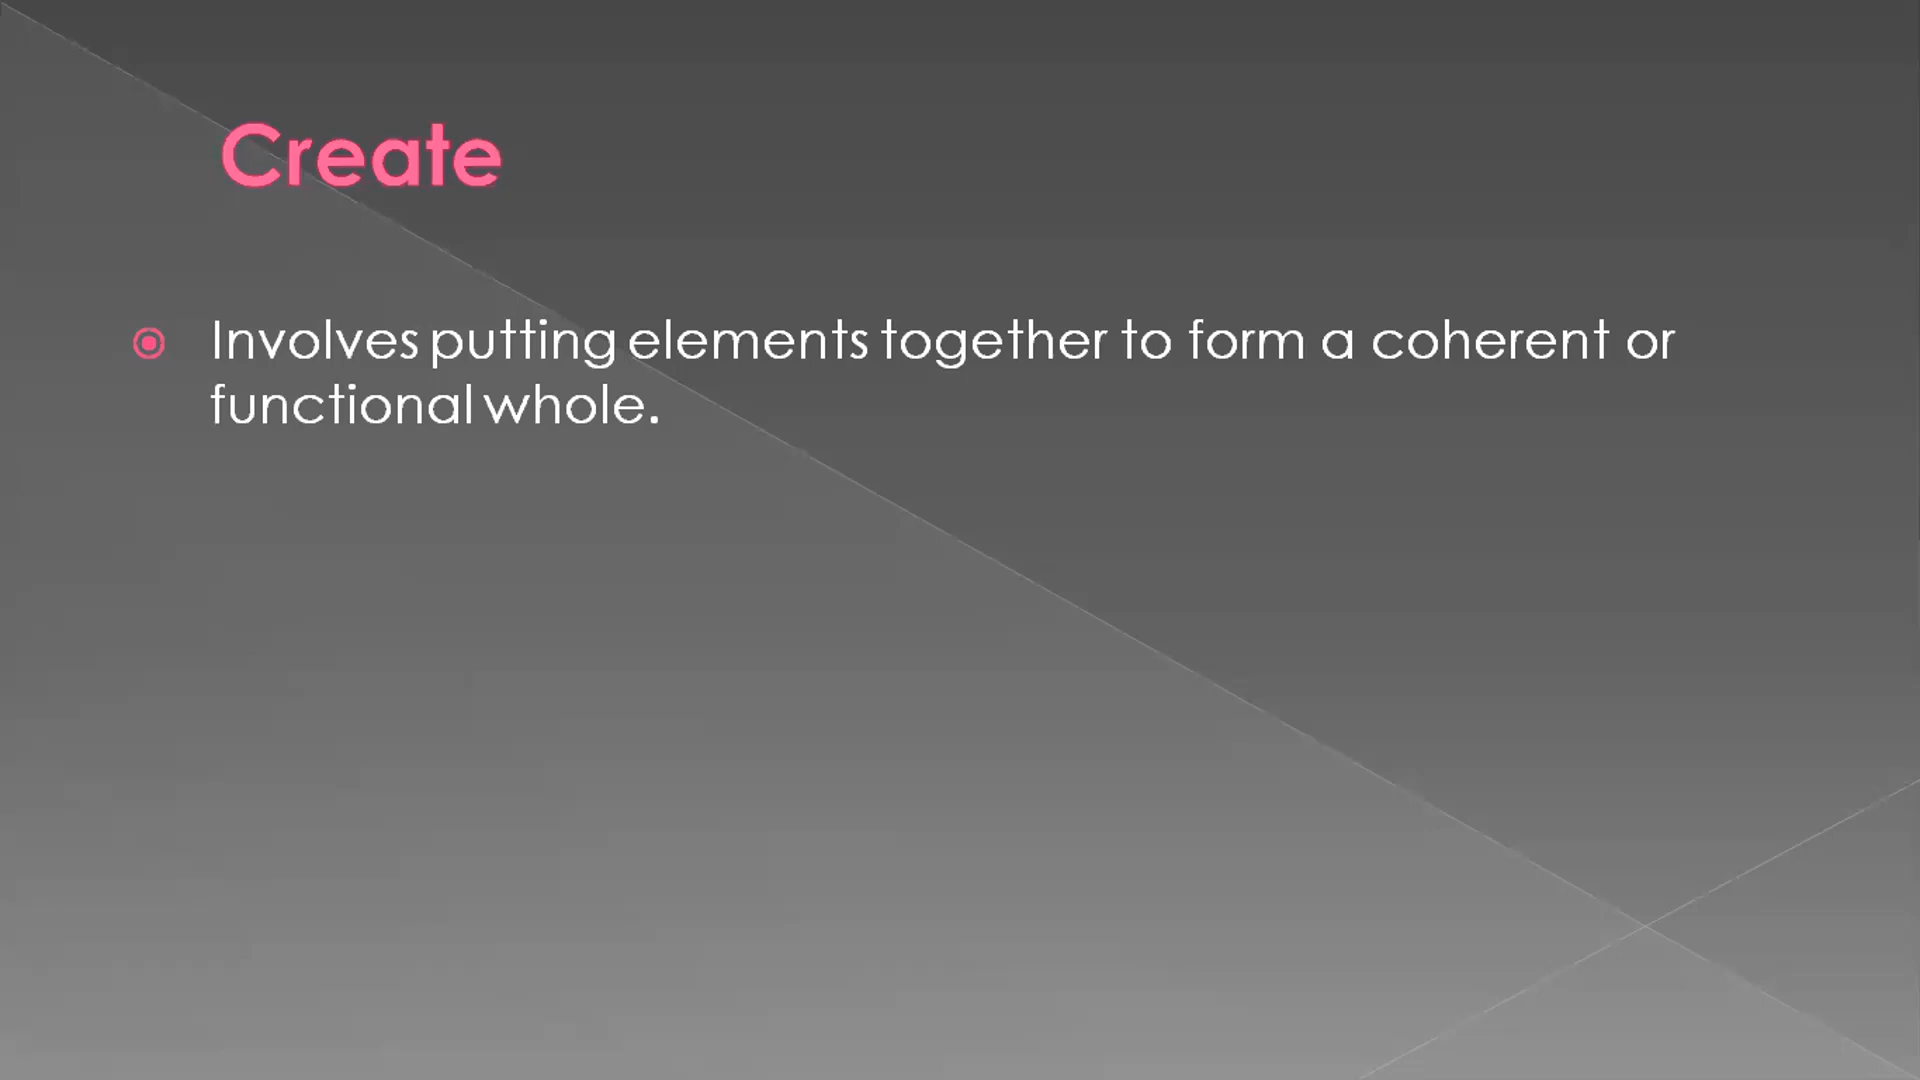 Create
Involves putting elements together to form a coherent or
functional whole.